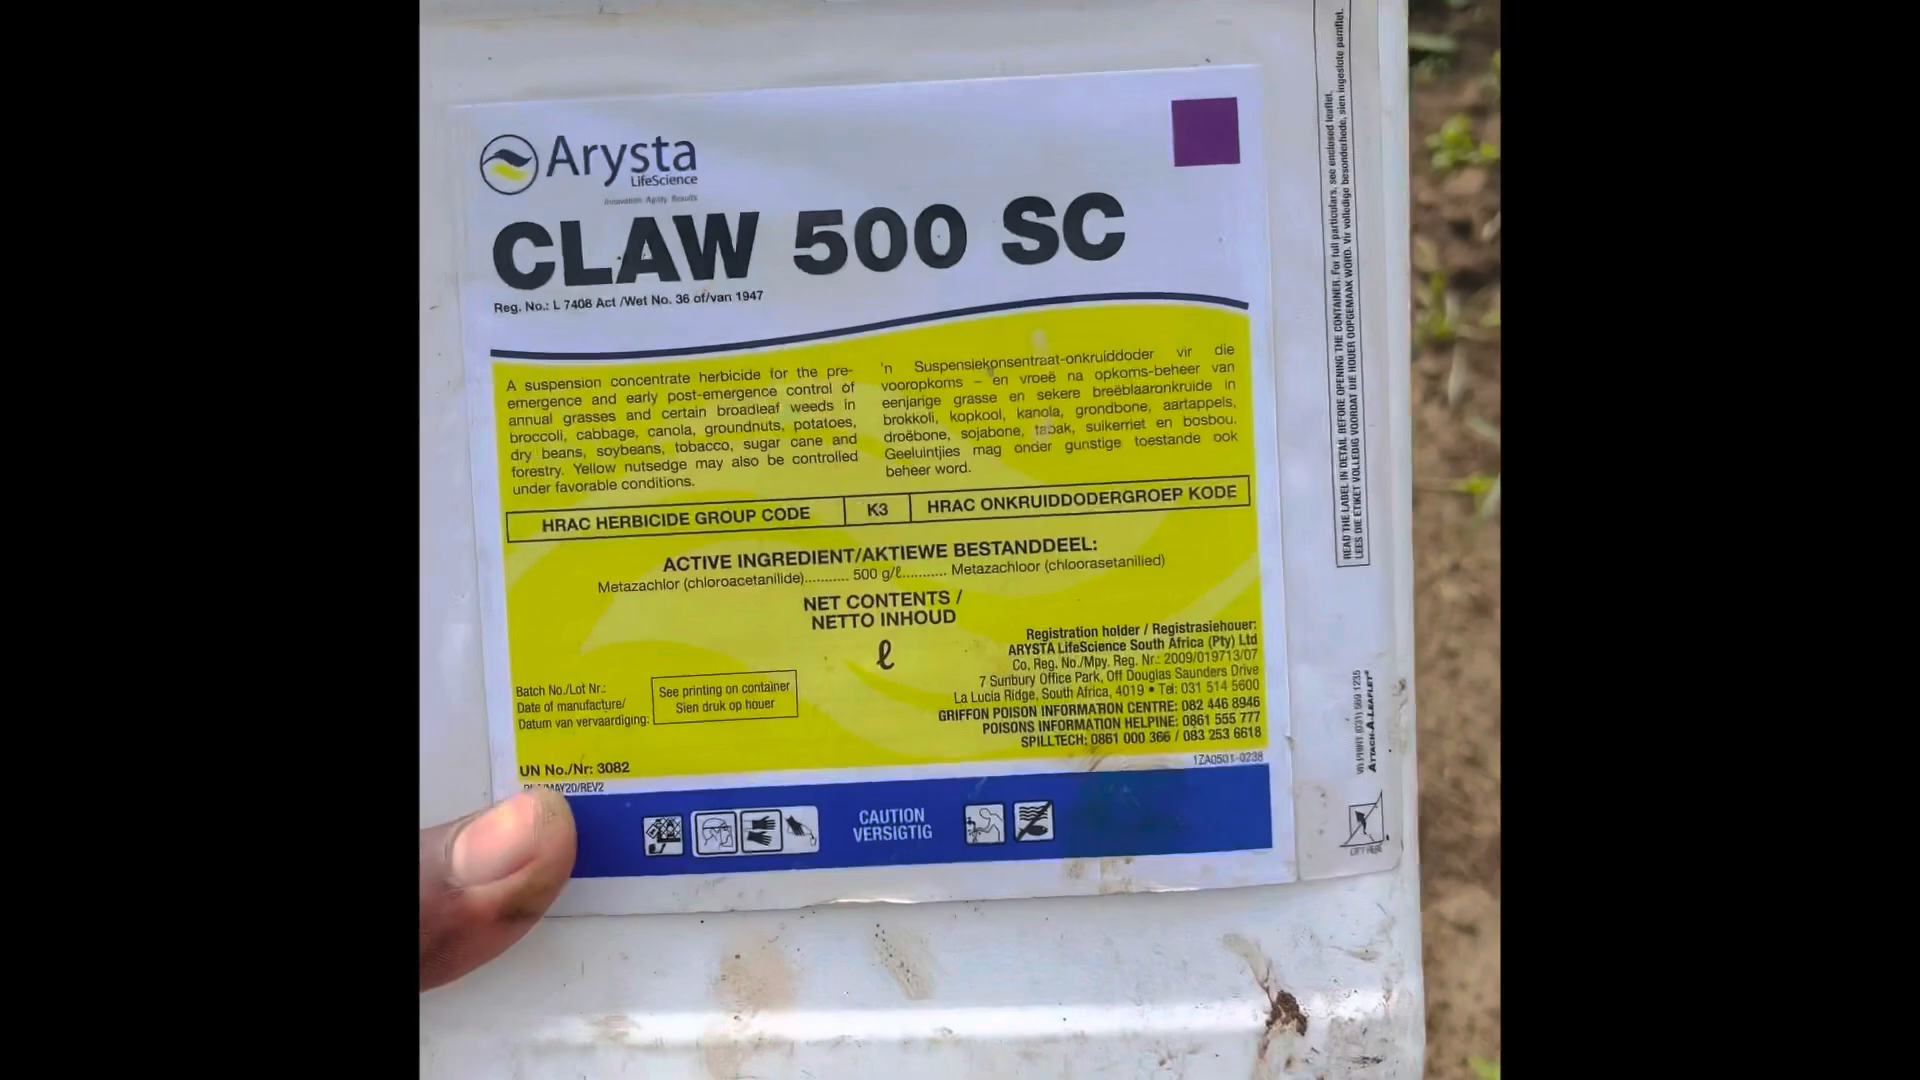 Arysta
LifeScience
Innovation Agility Results
CLAW 500 SC
Reg. No.: L 7408 Act /Wet No. 36 of/van 1947
A suspension concentrate herbicide for the pre-
emergence and early post-emergence control of
annual grasses and certain broadleaf weeds in
broccoli, cabbage, canola, groundnuts, potatoes,
dry beans, soybeans, tobacco, sugar cane and
forestry. Yellow nutsedge may also be controlled
under favorable conditions.
'n Suspensiekonsentraat-onkruiddoder vir die
vooropkoms – en vroeë na opkoms-beheer van
eenjarige grasse en sekere breëblaaronkruide in
brokkoli, kopkool, kanola, grondbone, aartappels,
droëbone, sojabone, tabak, suikerriet en bosbou.
Geeluintjies mag onder gunstige toestande ook
beheer word.
HRAC HERBICIDE GROUP CODE K3 HRAC ONKRUIDDODERGROEP KODE
ACTIVE INGREDIENT/AKTIEWE BESTANDDEEL:
Metazachlor (chloroacetanilide).......... 500 g/ℓ........... Metazachloor (chloorasetanilied)
NET CONTENTS /
NETTO INHOUD
ℓ
Registration holder / Registrasiehouer:
ARYSTA LifeScience South Africa (Pty) Ltd
Co. Reg. No./Mpy. Reg. Nr.: 2009/019713/07
7 Sunbury Office Park, Off Douglas Saunders Drive
La Lucia Ridge, South Africa, 4019 • Tel: 031 514 5600
GRIFFON POISON INFORMATION CENTRE: 082 446 8946
POISONS INFORMATION HELPINE: 0861 555 777
SPILLTECH: 0861 000 366 / 083 253 6618
Batch No./Lot Nr.:
Date of manufacture/
Datum van vervaardiging:
See printing on container
Sien druk op houer
UN No./Nr: 3082
1ZA0501-0238
MAY20/REV2
CAUTION
VERSIGTIG
READ THE LABEL IN DETAIL BEFORE OPENING THE CONTAINER. For full particulars, see enclosed leaflet.
LEES DIE ETIKET VOLLEDIG VOORDAT DIE HOUER OOPGEMAAK WORD. Vir volledige besonderhede, sien ingeslote pamflet.
(031) 569 1235
ATTACH-A-LEAFLET
LIFT HERE